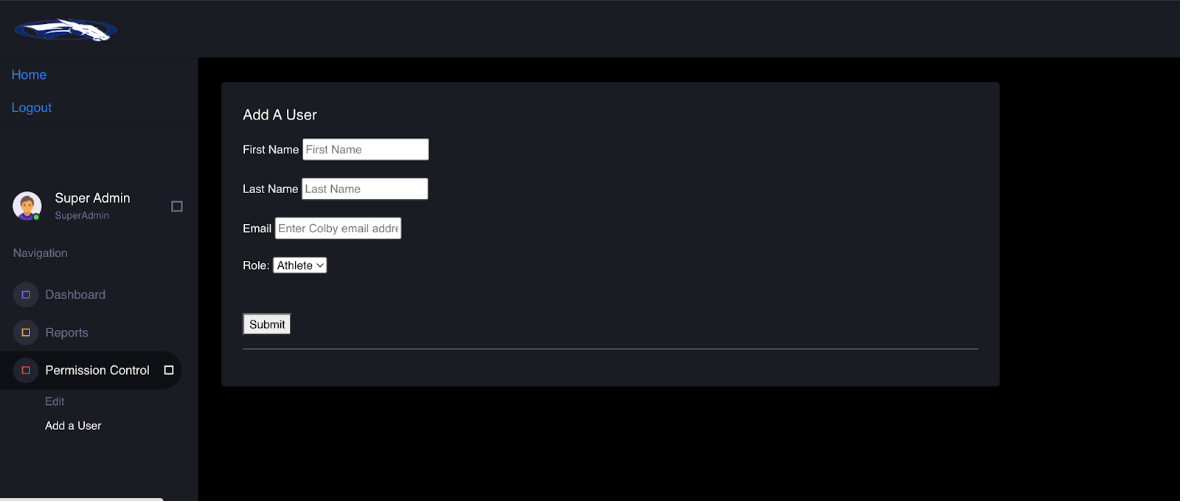 Home
Logout
Super Admin
SuperAdmin
Navigation
Dashboard
Reports
Permission Control
Edit
Add a User
Add A User
First Name First Name
Last Name Last Name
Email Enter Colby email addre
Role: Athlete
Submit